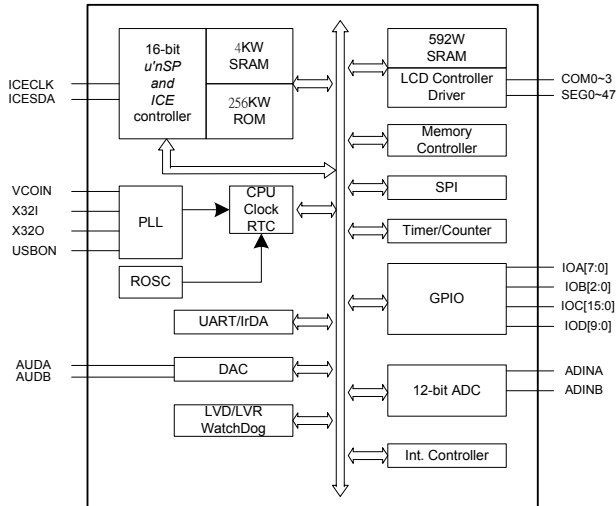 ICECLK
ICESDA
16-bit
u'nSP
and
ICE
controller
4KW
SRAM
256KW
ROM
592W
SRAM
LCD Controller
Driver
COM0~3
SEG0~47
Memory
Controller
SPI
Timer/Counter
VCOIN
X32I
X32O
USBON
PLL
CPU
Clock
RTC
ROSC
GPIO
IOA[7:0]
IOB[2:0]
IOC[15:0]
IOD[9:0]
UART/IrDA
AUDA
AUDB
DAC
12-bit ADC
ADINA
ADINB
LVD/LVR
WatchDog
Int. Controller